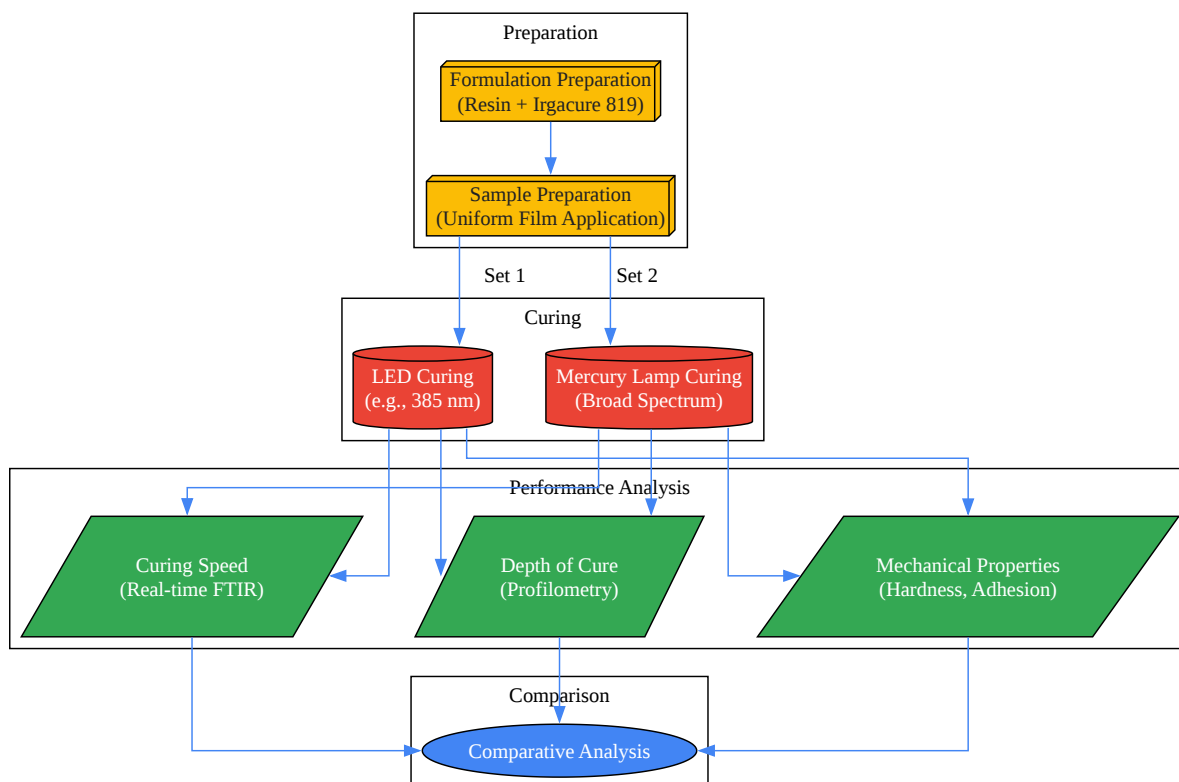 Preparation
Formulation Preparation
(Resin + Irgacure 819)
Sample Preparation
(Uniform Film Application)
Set 1
Set 2
Curing
LED Curing
(e.g., 385 nm)
Mercury Lamp Curing
(Broad Spectrum)
Performance Analysis
Curing Speed
(Real-time FTIR)
Depth of Cure
(Profilometry)
Mechanical Properties
(Hardness, Adhesion)
Comparison
Comparative Analysis